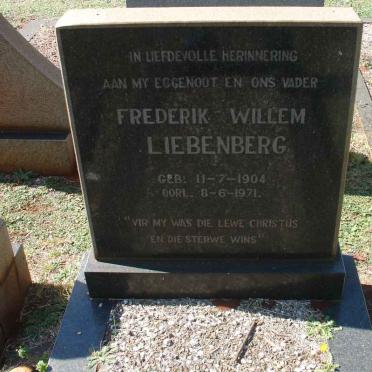 IN LIEFDEVOLLE HERINNERING
AAN MY EGGENOOT EN ONS VADER
FREDERIK WILLEM
LIEBENBERG
GEB: 11-7-1904
OORL. 8-6-1971.
"VIR MY WAS DIE LEWE CHRISTUS
EN DIE STERWE WINS"